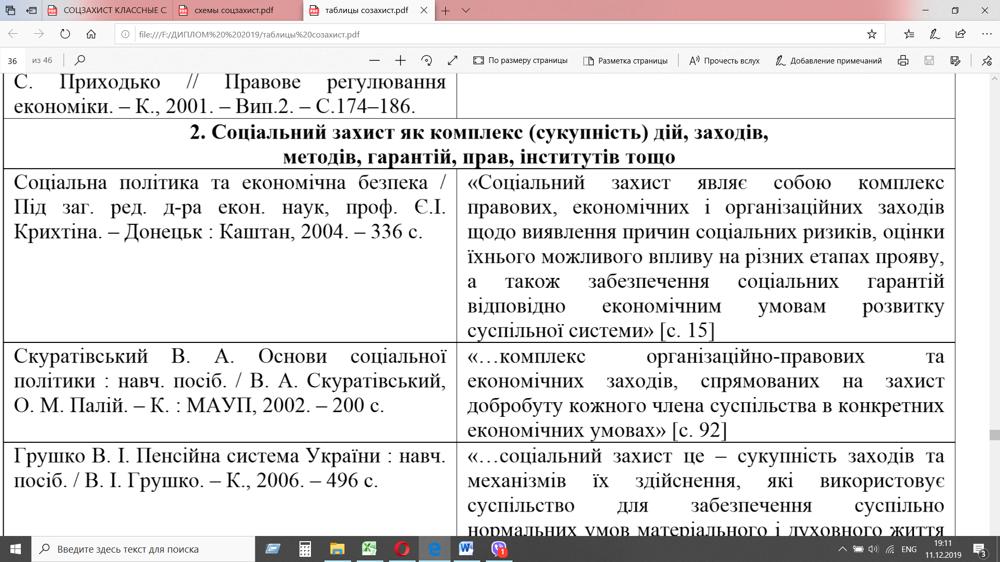 СОЦЗАХИСТ КЛАССНЫЕ СХ
схемы соцзахист.pdf
таблицы созахист.pdf
file:///F:/ДИПЛОМ%20%202019/таблицы%20созахист.pdf
36 из 46
По размеру страницы
Разметка страницы
Прочесть вслух
Добавление примечаний
С. Приходько // Правове регулювання
економіки. – К., 2001. – Вип.2. – С.174–186.
2. Соціальний захист як комплекс (сукупність) дій, заходів,
методів, гарантій, прав, інститутів тощо
Соціальна політика та економічна безпека /
Під заг. ред. д-ра екон. наук, проф. Є.І.
Крихтіна. – Донецьк : Каштан, 2004. – 336 с.
«Соціальний захист являє собою комплекс
правових, економічних і організаційних заходів
щодо виявлення причин соціальних ризиків, оцінки
їхнього можливого впливу на різних етапах прояву,
а також забезпечення соціальних гарантій
відповідно економічним умовам розвитку
суспільної системи» [с. 15]
Скуратівський В. А. Основи соціальної
політики : навч. посіб. / В. А. Скуратівський,
О. М. Палій. – К. : МАУП, 2002. – 200 с.
«…комплекс організаційно-правових та
економічних заходів, спрямованих на захист
добробуту кожного члена суспільства в конкретних
економічних умовах» [с. 92]
Грушко В. І. Пенсійна система України : навч.
посіб. / В. І. Грушко. – К., 2006. – 496 с.
«…соціальний захист це – сукупність заходів та
механізмів їх здійснення, які використовує
суспільство для забезпечення суспільно
нормальних умов матеріального і духовного життя
Введите здесь текст для поиска
1
ENG
19:11
11.12.2019
3